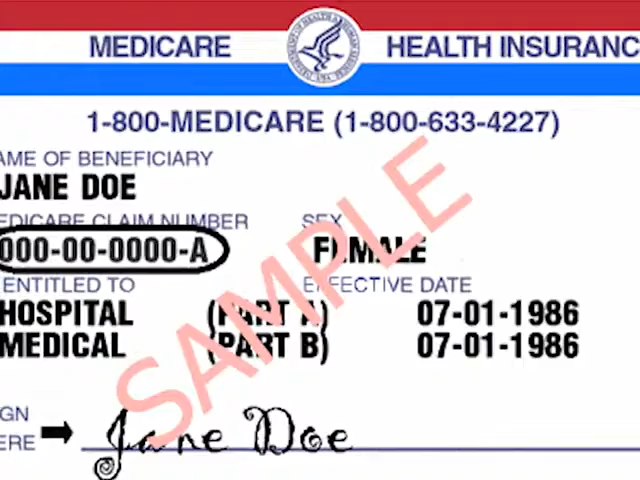 MEDICARE HEALTH INSURANC
1-800-MEDICARE (1-800-633-4227)
AME OF BENEFICIARY
JANE DOE
EDICARE CLAIM NUMBER SEX
000-00-0000-A FEMALE
ENTITLED TO EFFECTIVE DATE
HOSPITAL (PART A) 07-01-1986
MEDICAL (PART B) 07-01-1986
SAMPLE
GN
ERE Jane Doe